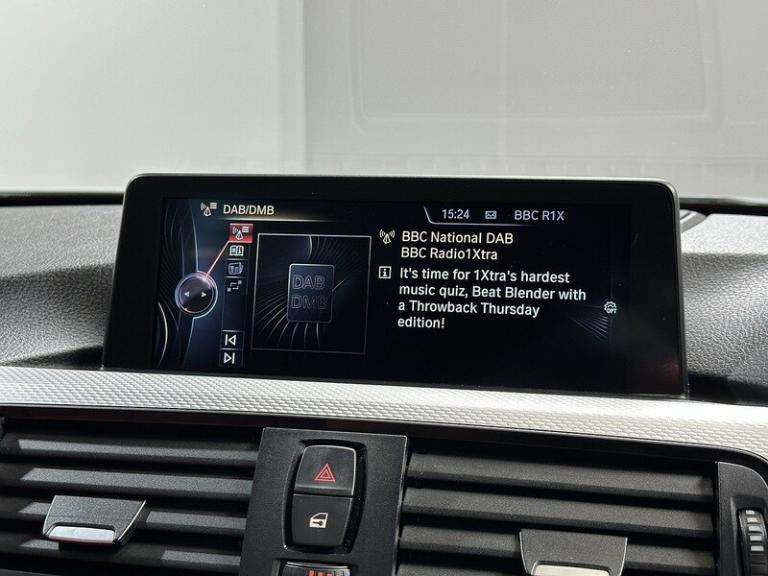 DAB/DMB
15:24 BBC R1X
BBC National DAB
BBC Radio1Xtra
It's time for 1Xtra's hardest
music quiz, Beat Blender with
a Throwback Thursday
edition!
DAB
DMB
OPT